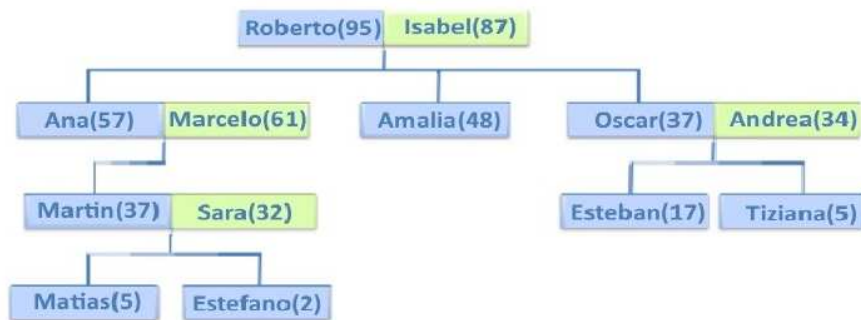 Roberto(95) Isabel(87)
Ana(57) Marcelo(61) Amalia(48) Oscar(37) Andrea(34)
Martin(37) Sara(32) Esteban(17) Tiziana(5)
Matias(5) Estefano(2)